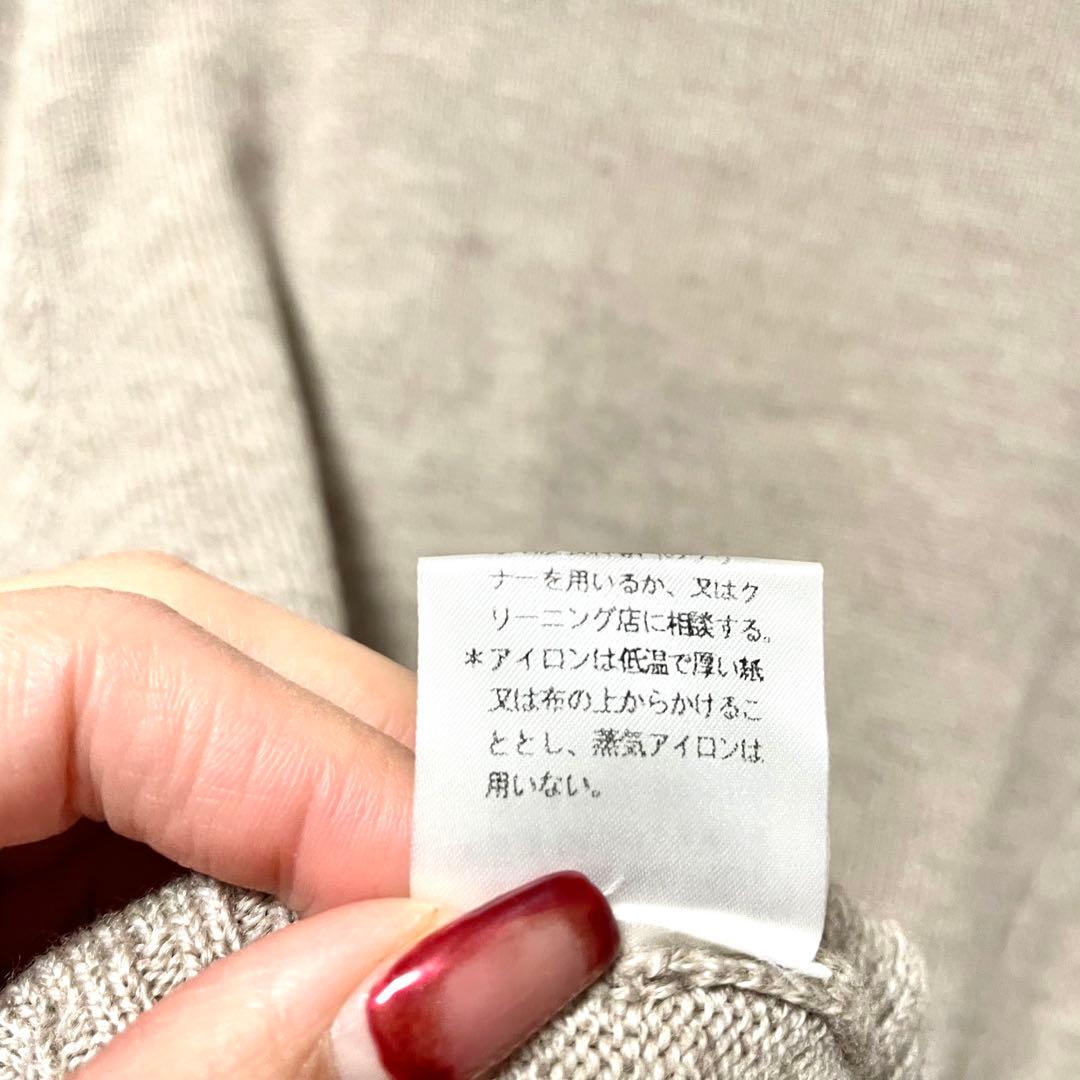 ナーを用いるか、又はク
リーニング店に相談する。
*アイロンは低温で厚い紙
又は布の上からかけるこ
ととし、蒸気アイロンは
用いない。